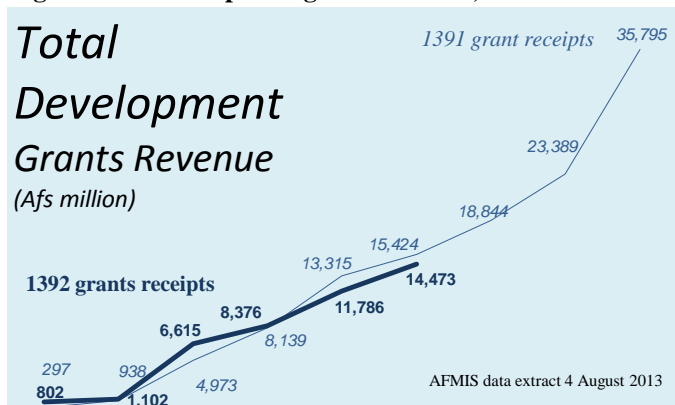 Total
Development
Grants Revenue
(Afs million)
1391 grant receipts
35,795
23,389
18,844
15,424
13,315
14,473
1392 grants receipts
8,376
11,786
6,615
8,139
297
938
4,973
AFMIS data extract 4 August 2013
802
1,102